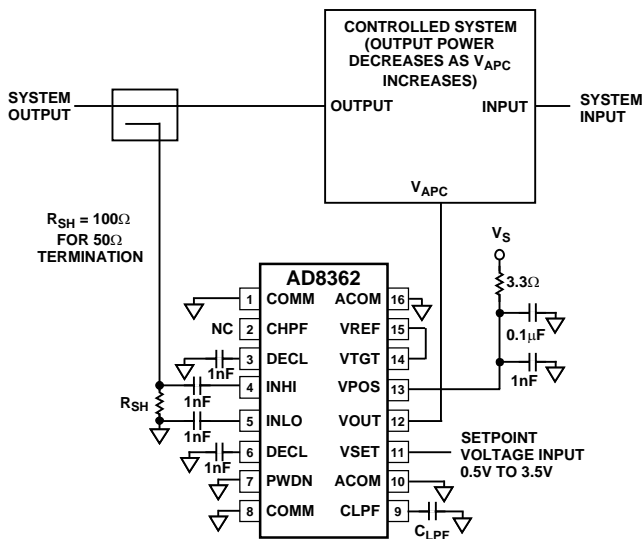 CONTROLLED SYSTEM
(OUTPUT POWER
DECREASES AS VAPC
INCREASES)
SYSTEM
OUTPUT
OUTPUT
INPUT
SYSTEM
INPUT
VAPC
RSH = 100Ω
FOR 50Ω
TERMINATION
VS
3.3Ω
0.1μF
1nF
AD8362
1 COMM ACOM 16
NC 2 CHPF VREF 15
3 DECL VTGT 14
1nF
4 INHI VPOS 13
1nF
RSH
5 INLO VOUT 12
1nF
6 DECL VSET 11
1nF
SETPOINT
VOLTAGE INPUT
0.5V TO 3.5V
7 PWDN ACOM 10
8 COMM CLPF 9
CLPF